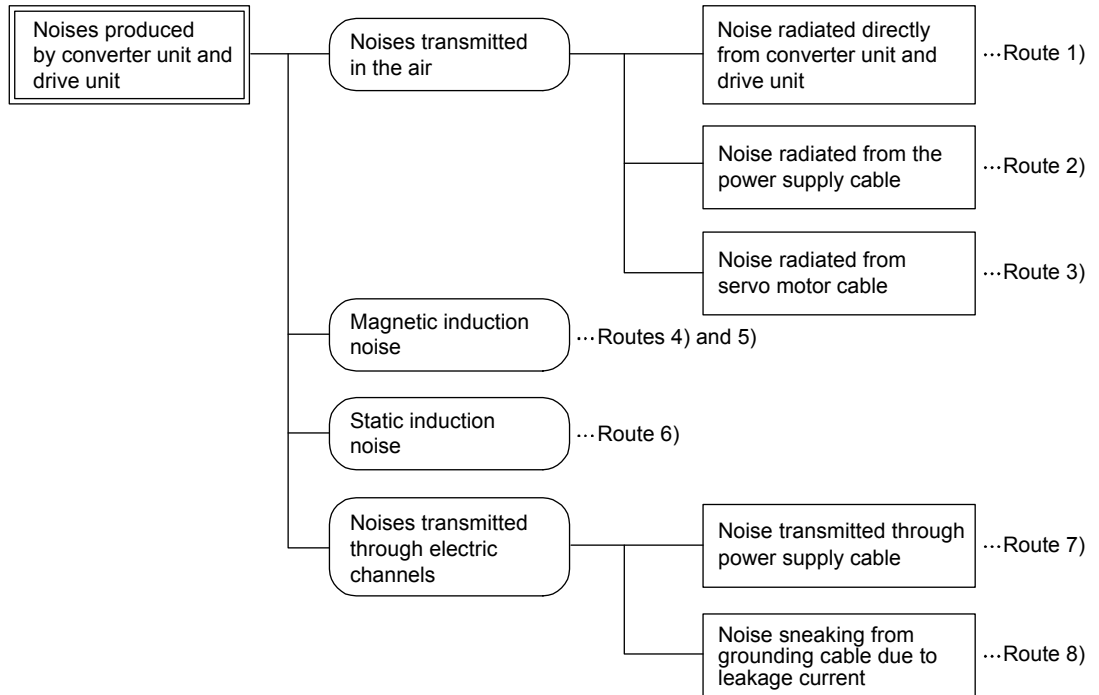 Noises produced
by converter unit and
drive unit
Noises transmitted
in the air
Noise radiated directly
from converter unit and
drive unit
···Route 1)
Noise radiated from the
power supply cable
···Route 2)
Noise radiated from
servo motor cable
···Route 3)
Magnetic induction
noise
···Routes 4) and 5)
Static induction
noise
···Route 6)
Noises transmitted
through electric
channels
Noise transmitted through
power supply cable
···Route 7)
Noise sneaking from
grounding cable due to
leakage current
···Route 8)